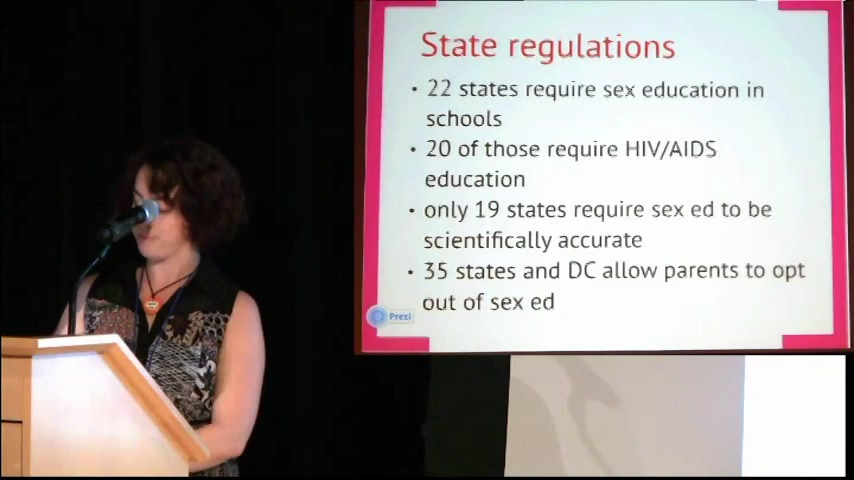 State regulations
• 22 states require sex education in
schools
• 20 of those require HIV/AIDS
education
• only 19 states require sex ed to be
scientifically accurate
• 35 states and DC allow parents to opt
out of sex ed
Prezi